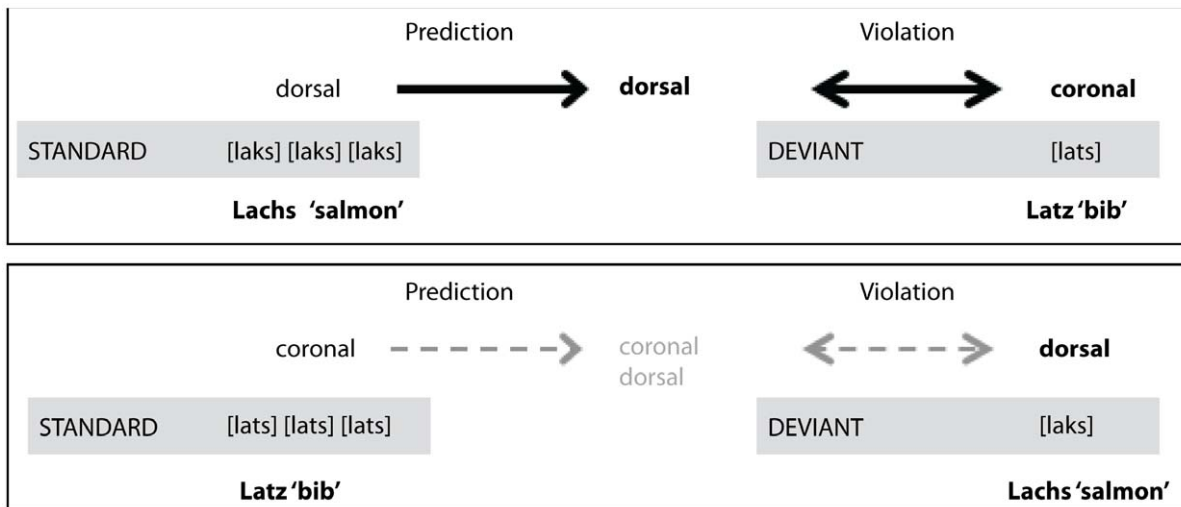 Prediction Violation
dorsal dorsal coronal
STANDARD [laks] [laks] [laks] DEVIANT [lats]
Lachs ‘salmon’ Latz ‘bib’
Prediction Violation
coronal coronal dorsal
dorsal
STANDARD [lats] [lats] [lats] DEVIANT [laks]
Latz ‘bib’ Lachs ‘salmon’